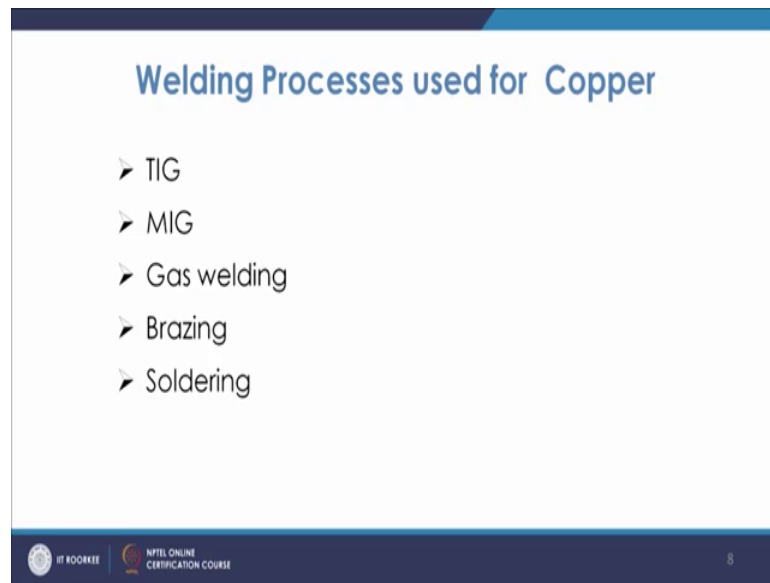 Welding Processes used for Copper
TIG
MIG
Gas welding
Brazing
Soldering
IIT ROORKEE
NPTEL ONLINE
CERTIFICATION COURSE
8